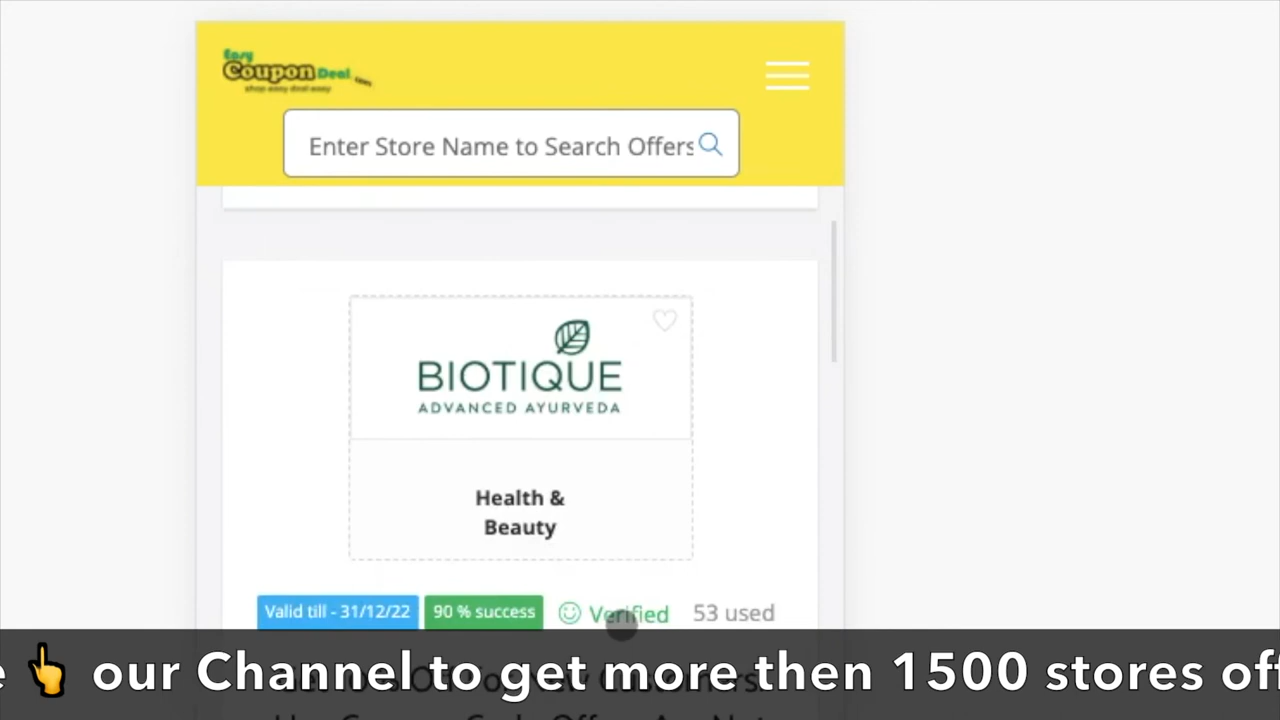 Easy
Coupon Deal .com
shop easy deal easy
Enter Store Name to Search Offers
BIOTIQUE
ADVANCED AYURVEDA
Health &
Beauty
Valid till - 31/12/22
90 % success
Verified
53 used
our Channel to get more then 1500 stores off